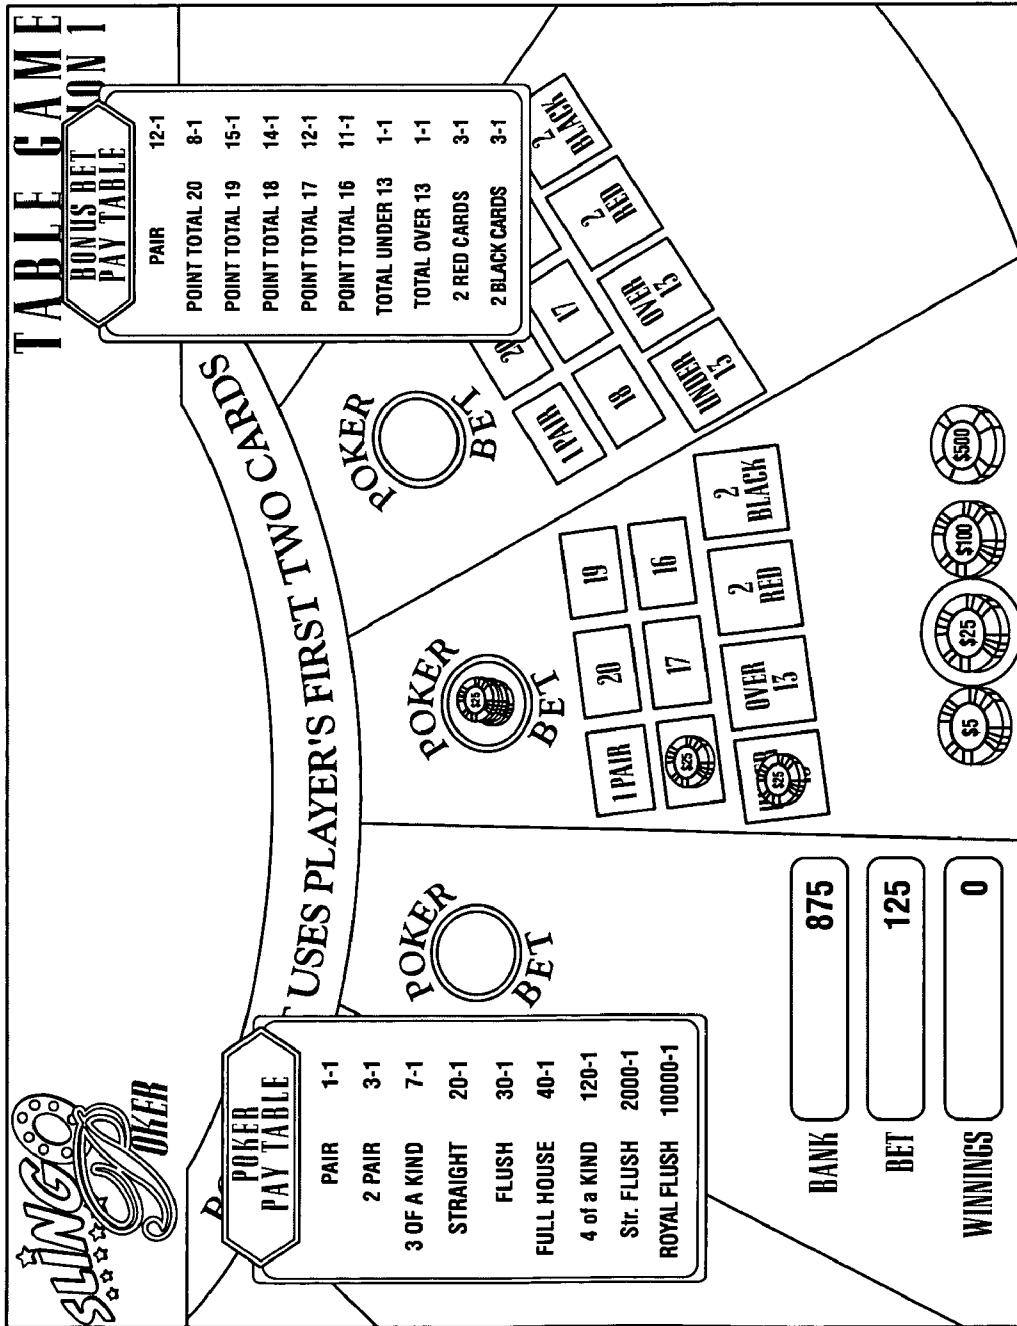 SLINGO
POKER
TABLE GAME
ION 1
BONUS BET
PAY TABLE
PAIR 12-1
POINT TOTAL 20 8-1
POINT TOTAL 19 15-1
POINT TOTAL 18 14-1
POINT TOTAL 17 12-1
POINT TOTAL 16 11-1
TOTAL UNDER 13 1-1
TOTAL OVER 13 1-1
2 RED CARDS 3-1
2 BLACK CARDS 3-1
USES PLAYER'S FIRST TWO CARDS
POKER
PAY TABLE
PAIR 1-1
2 PAIR 3-1
3 OF A KIND 7-1
STRAIGHT 20-1
FLUSH 30-1
FULL HOUSE 40-1
4 of a KIND 120-1
Str. FLUSH 2000-1
ROYAL FLUSH 10000-1
POKER
BET
POKER
$25
BET
POKER
BET
1 PAIR 20 19
$25 17 16
$25 OVER 13 2 RED 2 BLACK
1 PAIR 20
18 17
UNDER 13 OVER 13 2 RED 2 BLACK
BANK 875
BET 125
WINNINGS 0
$5 $25 $100 $500